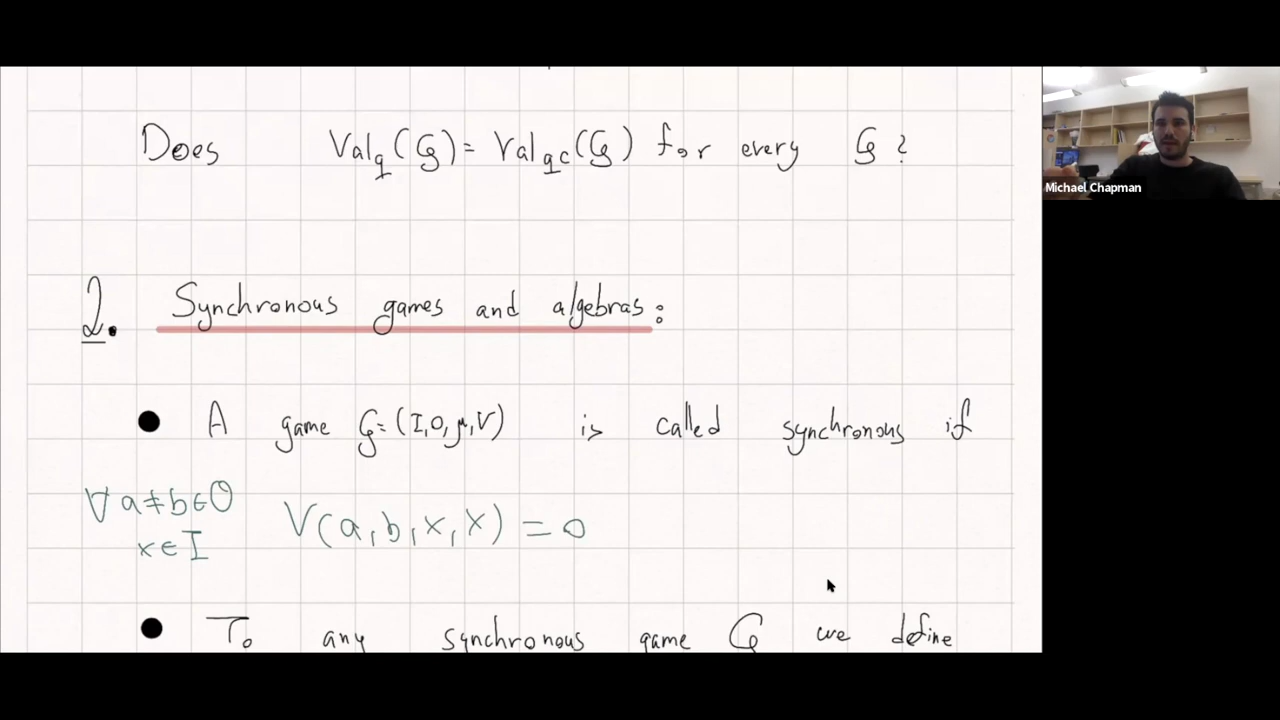 Does Val_q(G) = Val_qc(G) for every G?
2. Synchronous games and algebras:
● A game G=(I,O,μ,V) is called synchronous if
∀ a≠b∈O V(a,b,x,x) = 0
x∈I
● To any synchronous game G we define
Michael Chapman